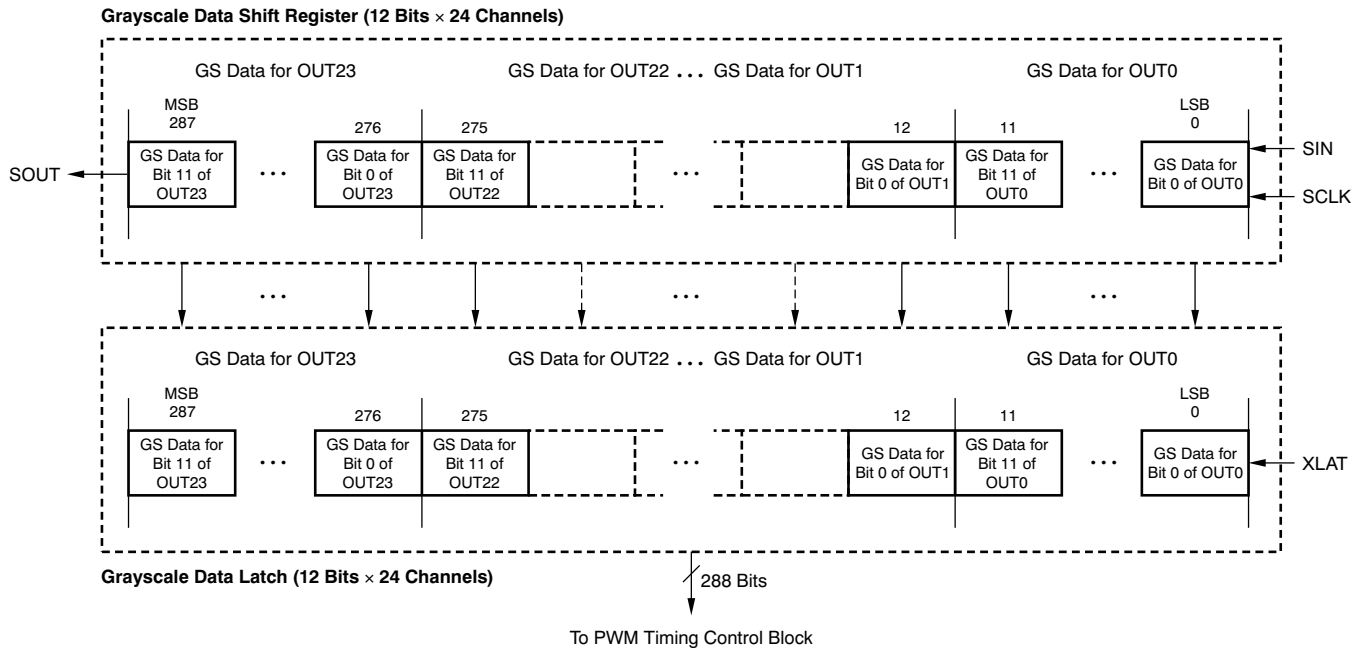 Grayscale Data Shift Register (12 Bits × 24 Channels)
GS Data for OUT23
GS Data for OUT22 ... GS Data for OUT1
GS Data for OUT0
MSB
287
276
275
12
11
LSB
0
SOUT
GS Data for
Bit 11 of
OUT23
...
GS Data for
Bit 0 of
OUT23
GS Data for
Bit 11 of
OUT22
...
GS Data for
Bit 0 of OUT1
GS Data for
Bit 11 of
OUT0
...
GS Data for
Bit 0 of OUT0
SIN
SCLK
...
...
...
GS Data for OUT23
GS Data for OUT22 ... GS Data for OUT1
GS Data for OUT0
MSB
287
276
275
12
11
LSB
0
GS Data for
Bit 11 of
OUT23
...
GS Data for
Bit 0 of
OUT23
GS Data for
Bit 11 of
OUT22
...
GS Data for
Bit 0 of OUT1
GS Data for
Bit 11 of
OUT0
...
GS Data for
Bit 0 of OUT0
XLAT
Grayscale Data Latch (12 Bits × 24 Channels)
288 Bits
To PWM Timing Control Block